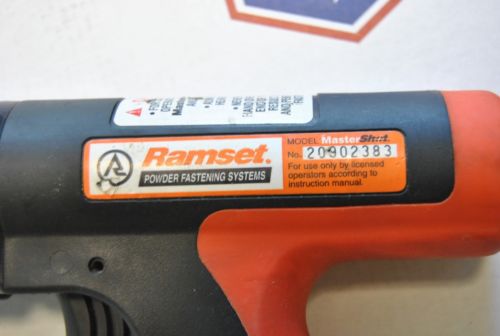 Ramset.
POWDER FASTENING SYSTEMS
MODEL MasterShot.
No. 20902383
For use only by licensed
operators according to
instruction manual.